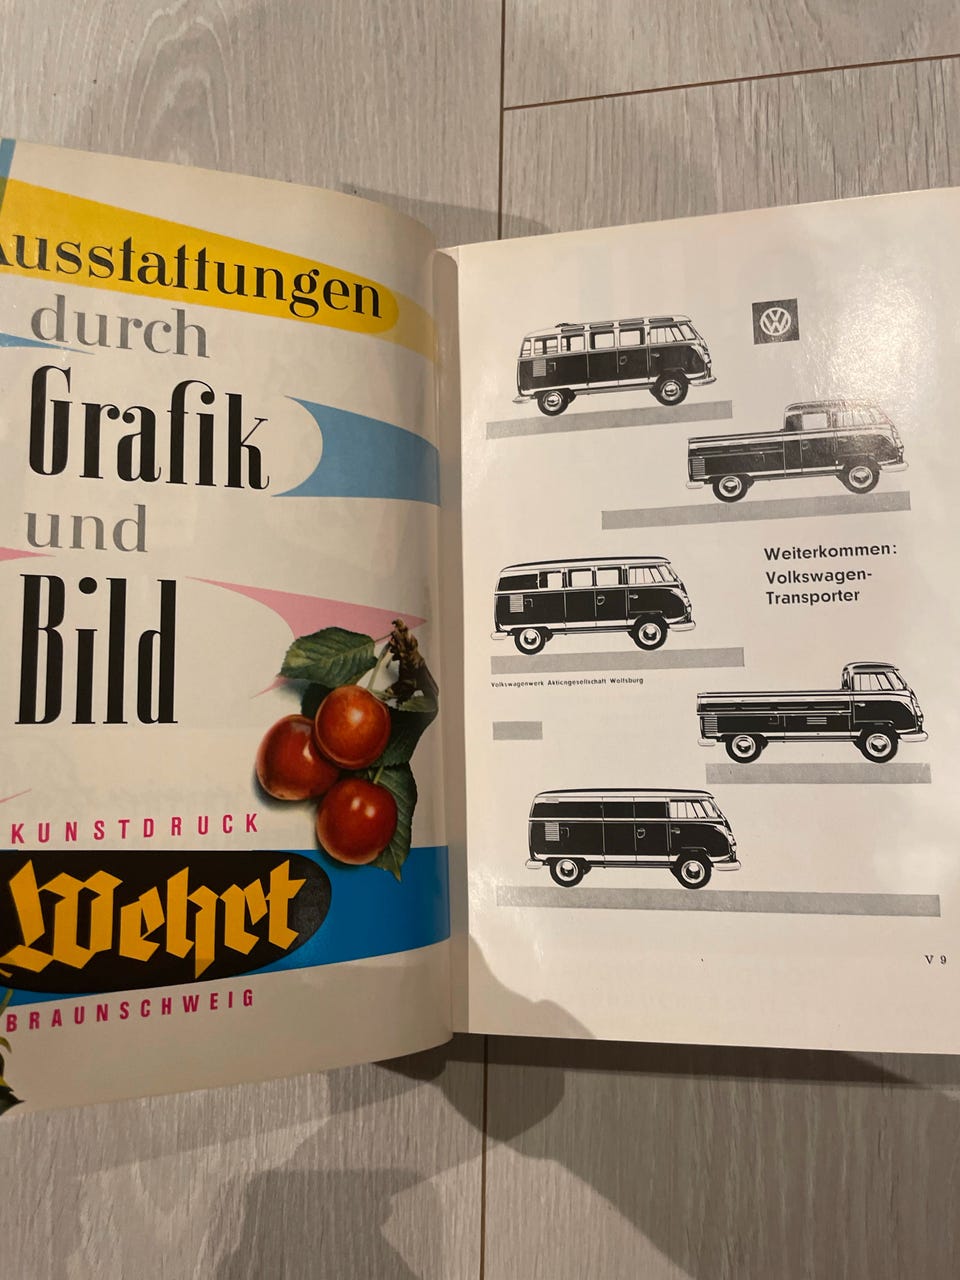 Ausstattungen
durch
Grafik
und
Bild
KUNSTDRUCK
Wehrt
BRAUNSCHWEIG
VW
Weiterkommen:
Volkswagen-
Transporter
Volkswagenwerk Aktiengesellschaft Wolfsburg
V 9